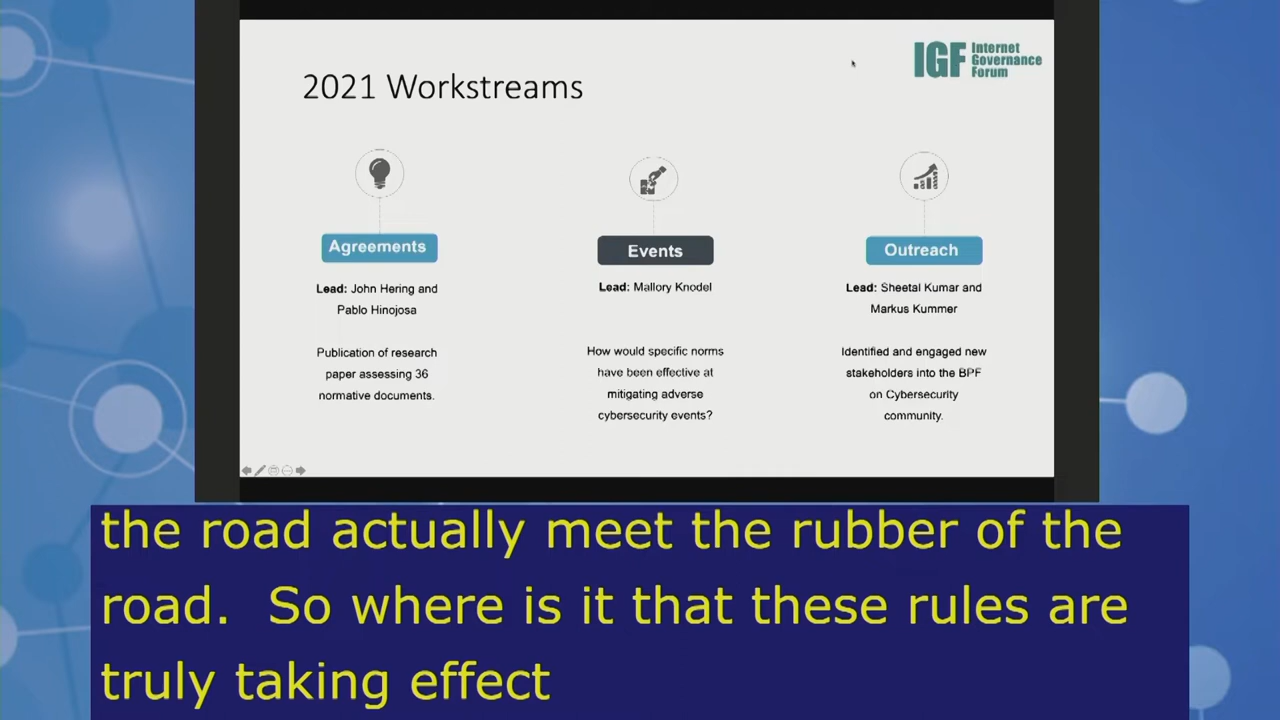 IGF Internet
Governance
Forum
2021 Workstreams
Agreements
Lead: John Hering and
Pablo Hinojosa
Publication of research
paper assessing 36
normative documents.
Events
Lead: Mallory Knodel
How would specific norms
have been effective at
mitigating adverse
cybersecurity events?
Outreach
Lead: Sheetal Kumar and
Markus Kummer
Identified and engaged new
stakeholders into the BPF
on Cybersecurity
community.
the road actually meet the rubber of the
road.  So where is it that these rules are
truly taking effect